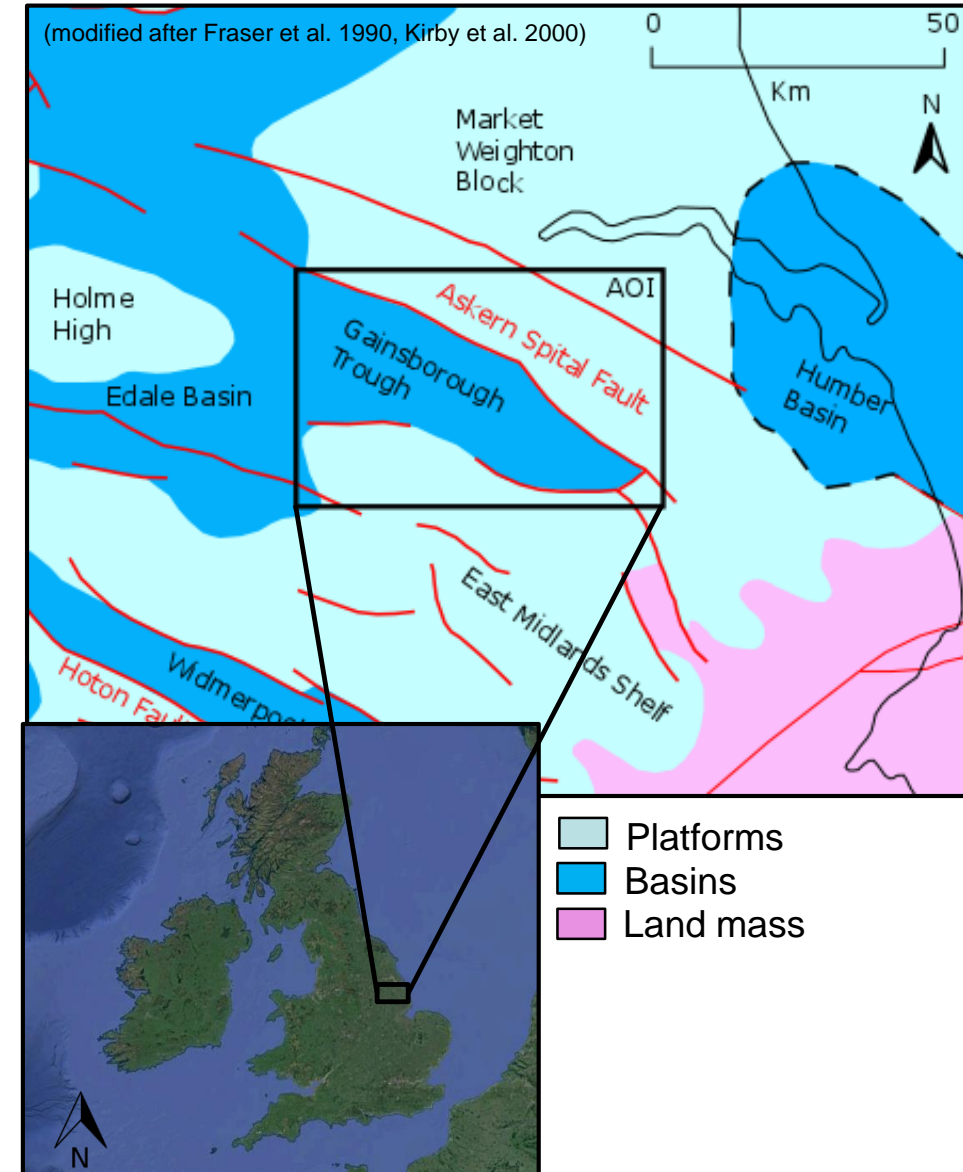 (modified after Fraser et al. 1990, Kirby et al. 2000)
0 50
Km
N
Market
Weighton
Block
AOI
Holme
High
Askern Spital Fault
Gainsborough
Trough
Edale Basin
Humber
Basin
East Midlands Shelf
Widmerpool
Hoton Fau
Platforms
Basins
Land mass
N